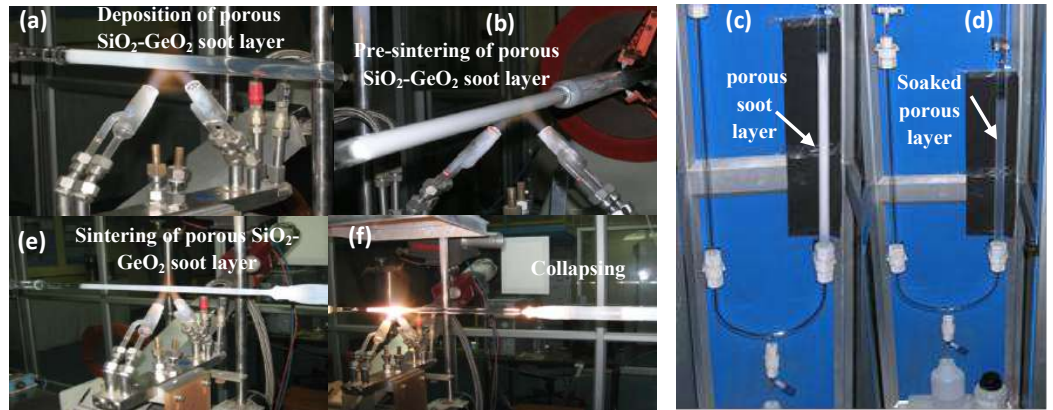 (a)
Deposition of porous
SiO₂-GeO₂ soot layer
(b)
Pre-sintering of porous
SiO₂-GeO₂ soot layer
(c)
porous
soot
layer
(d)
Soaked
porous
layer
(e)
Sintering of porous SiO₂-
GeO₂ soot layer
(f)
Collapsing